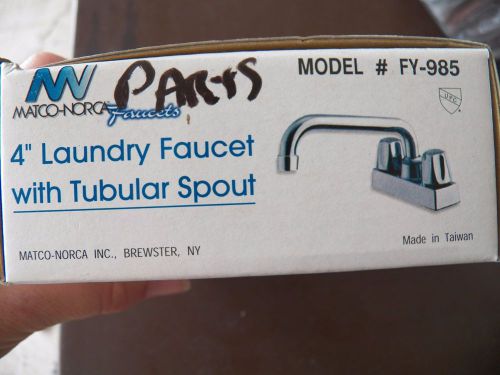 MATCO-NORCA
Faucets
PARTS
MODEL # FY-985
UPC
4" Laundry Faucet
with Tubular Spout
MATCO-NORCA INC., BREWSTER, NY
Made in Taiwan